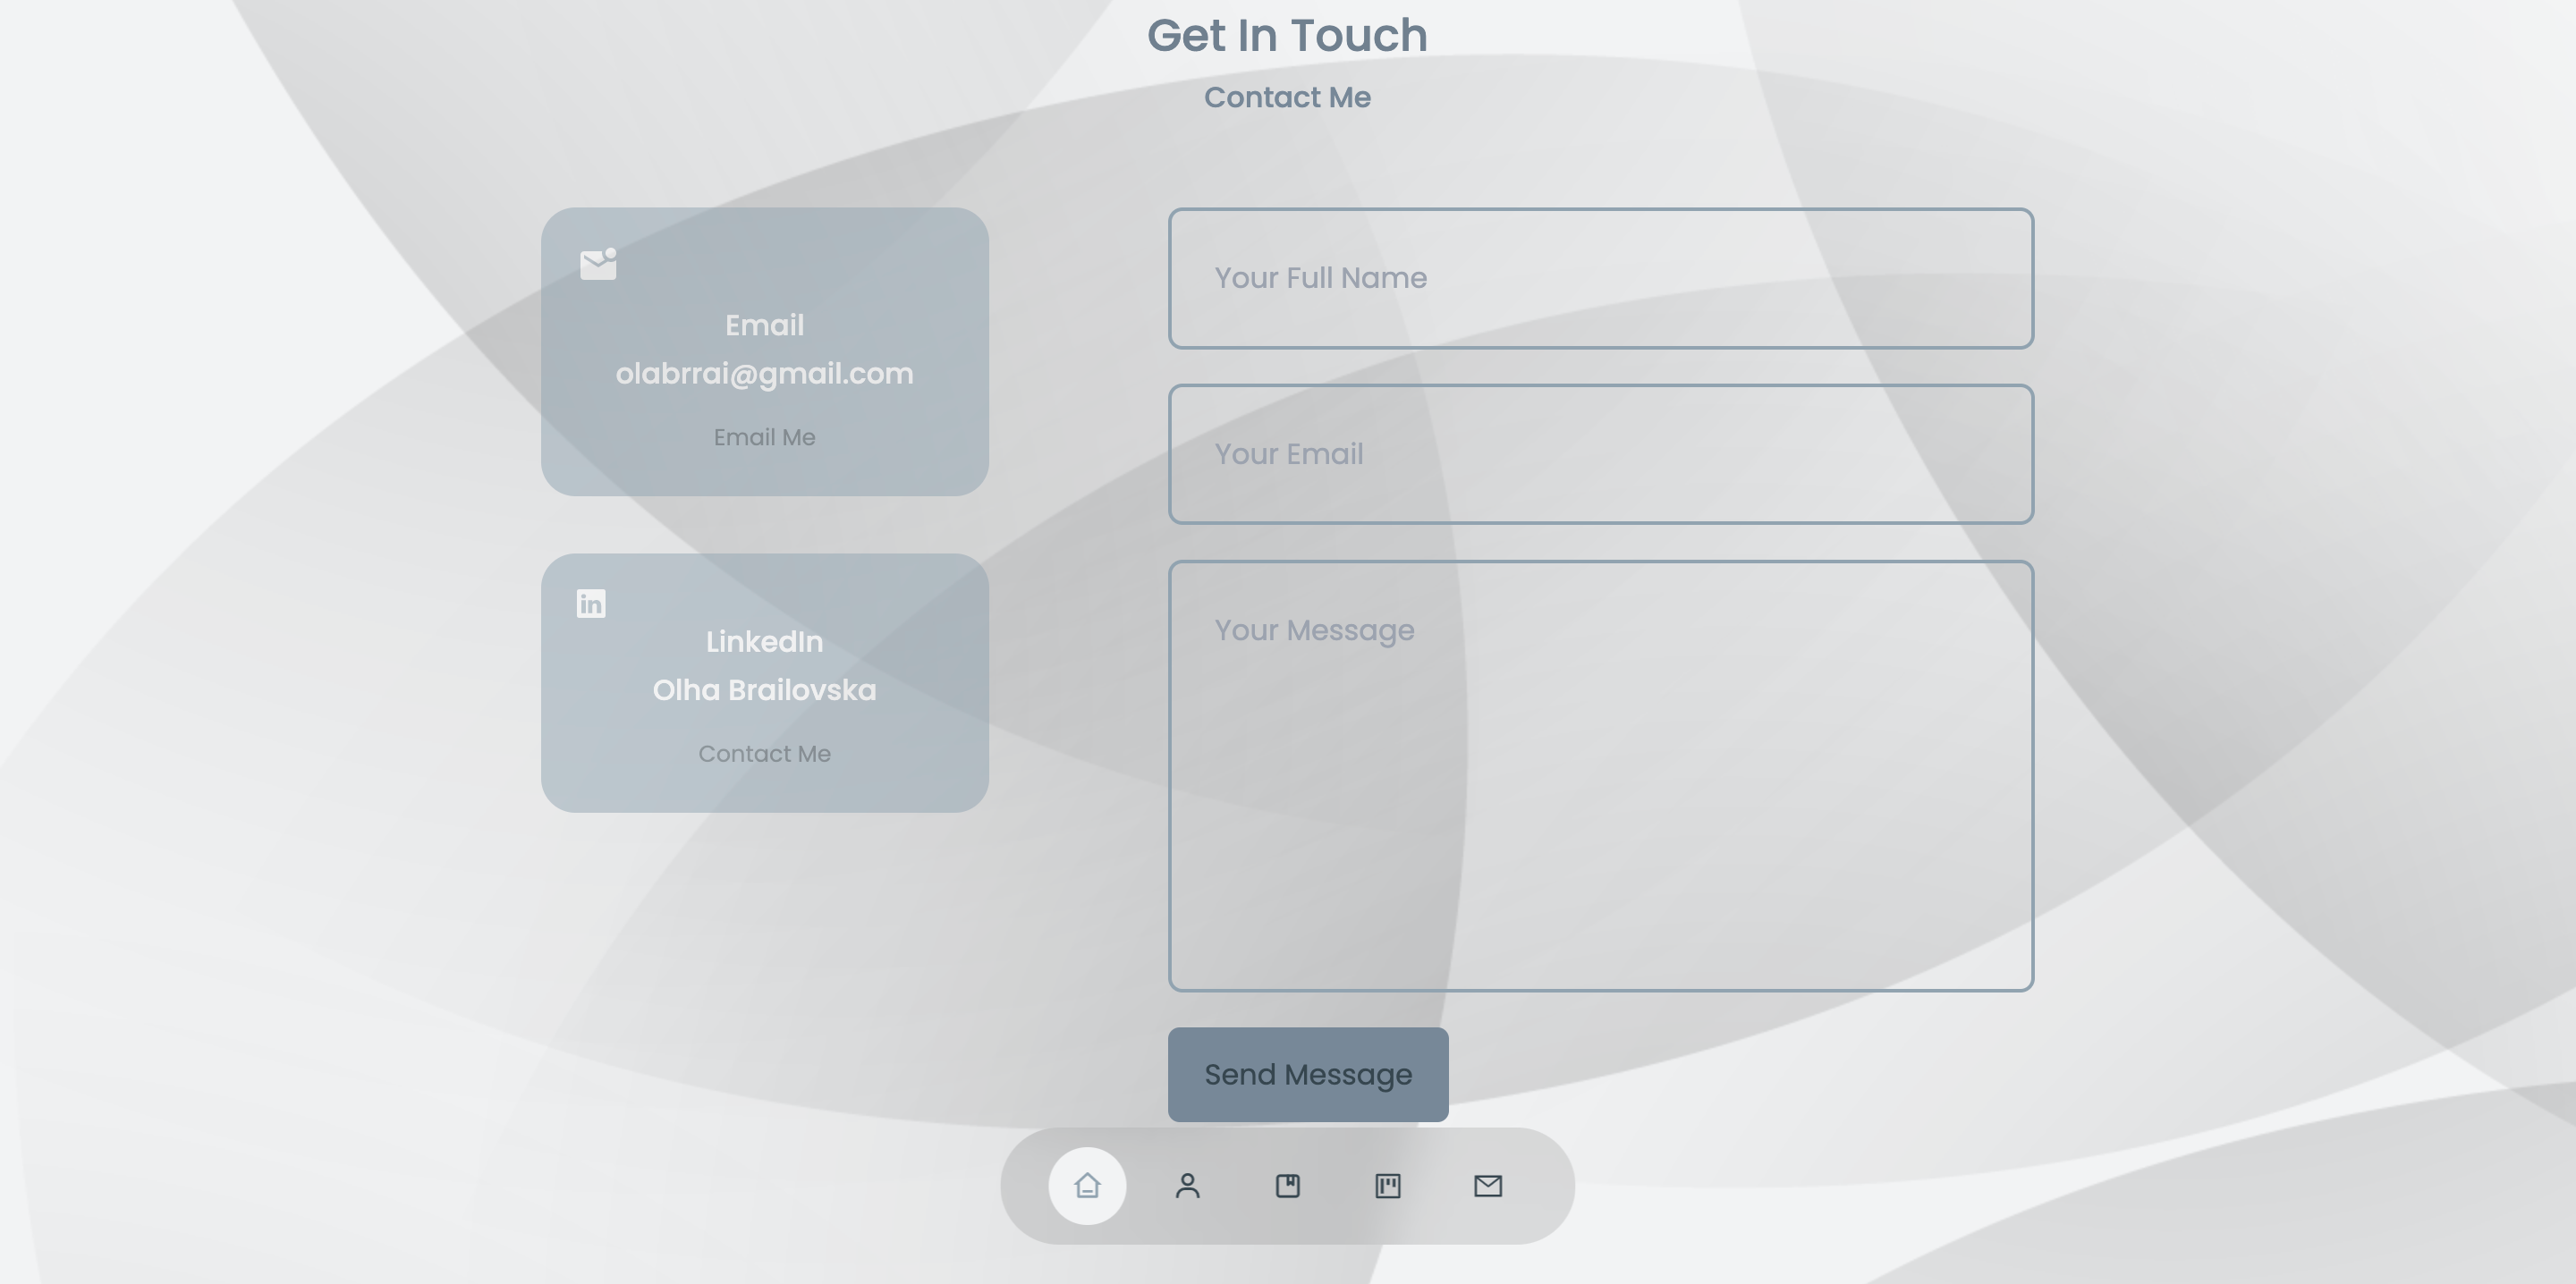 Get In Touch
Contact Me
Email
olabrrai@gmail.com
Email Me
LinkedIn
Olha Brailovska
Contact Me
Your Full Name
Your Email
Your Message
Send Message